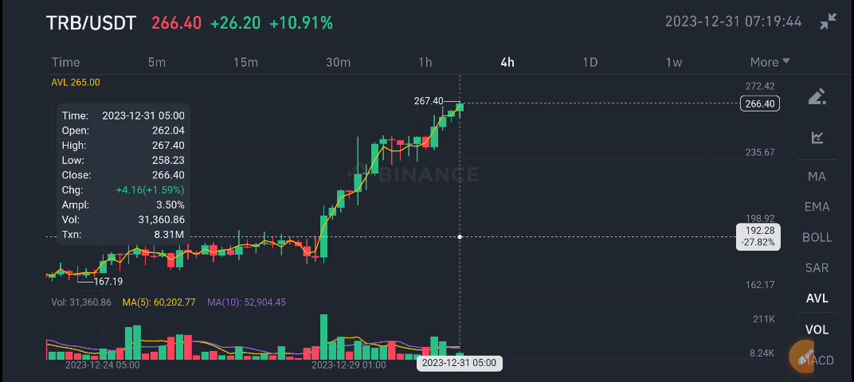 TRB/USDT 266.40 +26.20 +10.91% 2023-12-31 07:19:44
Time 5m 15m 30m 1h 4h 1D 1w More
AVL 265.00
272.42
267.40
266.40
Time: 2023-12-31 05:00
Open: 262.04
High: 267.40
Low: 258.23
Close: 266.40
Chg: +4.16(+1.59%)
Ampl: 3.50%
Vol: 31,360.86
Txn: 8.31M
235.67
BINANCE
198.92
192.28
-27.82%
167.19
162.17
MA
EMA
BOLL
SAR
AVL
VOL
MACD
Vol: 31,360.86 MA(5): 60,202.77 MA(10): 52,904.45
211K
8.24K
2023-12-24 05:00 2023-12-29 01:00 2023-12-31 05:00